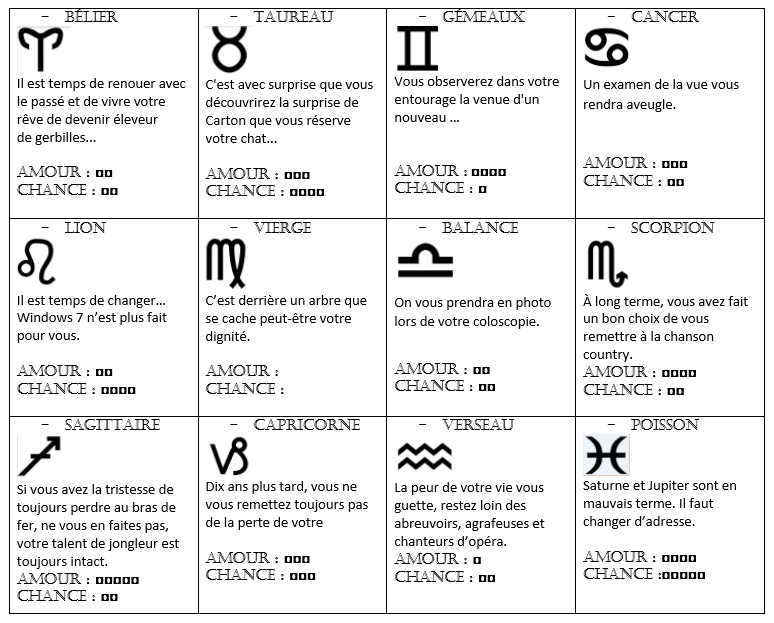 - BÉLIER
Il est temps de renouer avec
le passé et de vivre votre
rêve de devenir éleveur
de gerbilles...
AMOUR : ▯▯
CHANCE : ▯▯
- TAUREAU
C'est avec surprise que vous
découvrirez la surprise de
Carton que vous réserve
votre chat...
AMOUR : ▯▯▯
CHANCE : ▯▯▯▯
- GÉMEAUX
Vous observerez dans votre
entourage la venue d'un
nouveau ...
AMOUR : ▯▯▯▯
CHANCE : ▯
- CANCER
Un examen de la vue vous
rendra aveugle.
AMOUR : ▯▯▯
CHANCE : ▯▯
- LION
Il est temps de changer...
Windows 7 n’est plus fait
pour vous.
AMOUR : ▯▯
CHANCE : ▯▯▯▯
- VIERGE
C’est derrière un arbre que
se cache peut-être votre
dignité.
AMOUR :
CHANCE :
- BALANCE
On vous prendra en photo
lors de votre coloscopie.
AMOUR : ▯▯
CHANCE : ▯▯
- SCORPION
À long terme, vous avez fait
un bon choix de vous
remettre à la chanson
country.
AMOUR : ▯▯▯▯
CHANCE : ▯▯
- SAGITTAIRE
Si vous avez la tristesse de
toujours perdre au bras de
fer, ne vous en faites pas,
votre talent de jongleur est
toujours intact.
AMOUR : ▯▯▯▯▯
CHANCE : ▯▯
- CAPRICORNE
Dix ans plus tard, vous ne
vous remettez toujours pas
de la perte de votre
AMOUR : ▯▯▯
CHANCE : ▯▯▯
- VERSEAU
La peur de votre vie vous
guette, restez loin des
abreuvoirs, agrafeuses et
chanteurs d’opéra.
AMOUR : ▯
CHANCE : ▯▯
- POISSON
Saturne et Jupiter sont en
mauvais terme. Il faut
changer d’adresse.
AMOUR : ▯▯▯▯
CHANCE :▯▯▯▯▯